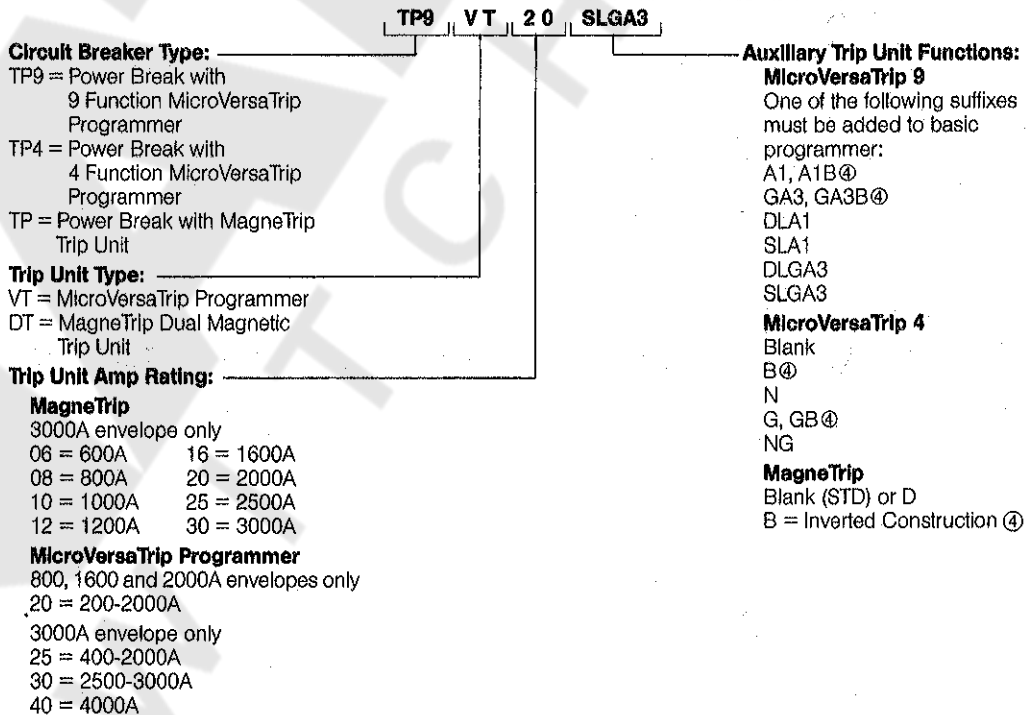 TP9 VT 20 SLGA3
Circuit Breaker Type:
TP9 = Power Break with
9 Function MicroVersaTrip
Programmer
TP4 = Power Break with
4 Function MicroVersaTrip
Programmer
TP = Power Break with MagneTrip
Trip Unit
Trip Unit Type:
VT = MicroVersaTrip Programmer
DT = MagneTrip Dual Magnetic
Trip Unit
Trip Unit Amp Rating:
MagneTrip
3000A envelope only
06 = 600A 16 = 1600A
08 = 800A 20 = 2000A
10 = 1000A 25 = 2500A
12 = 1200A 30 = 3000A
MicroVersaTrip Programmer
800, 1600 and 2000A envelopes only
20 = 200-2000A
3000A envelope only
25 = 400-2000A
30 = 2500-3000A
40 = 4000A
Auxiliary Trip Unit Functions:
MicroVersaTrip 9
One of the following suffixes
must be added to basic
programmer:
A1, A1B④
GA3, GA3B④
DLA1
SLA1
DLGA3
SLGA3
MicroVersaTrip 4
Blank
B④
N
G, GB④
NG
MagneTrip
Blank (STD) or D
B = Inverted Construction ④